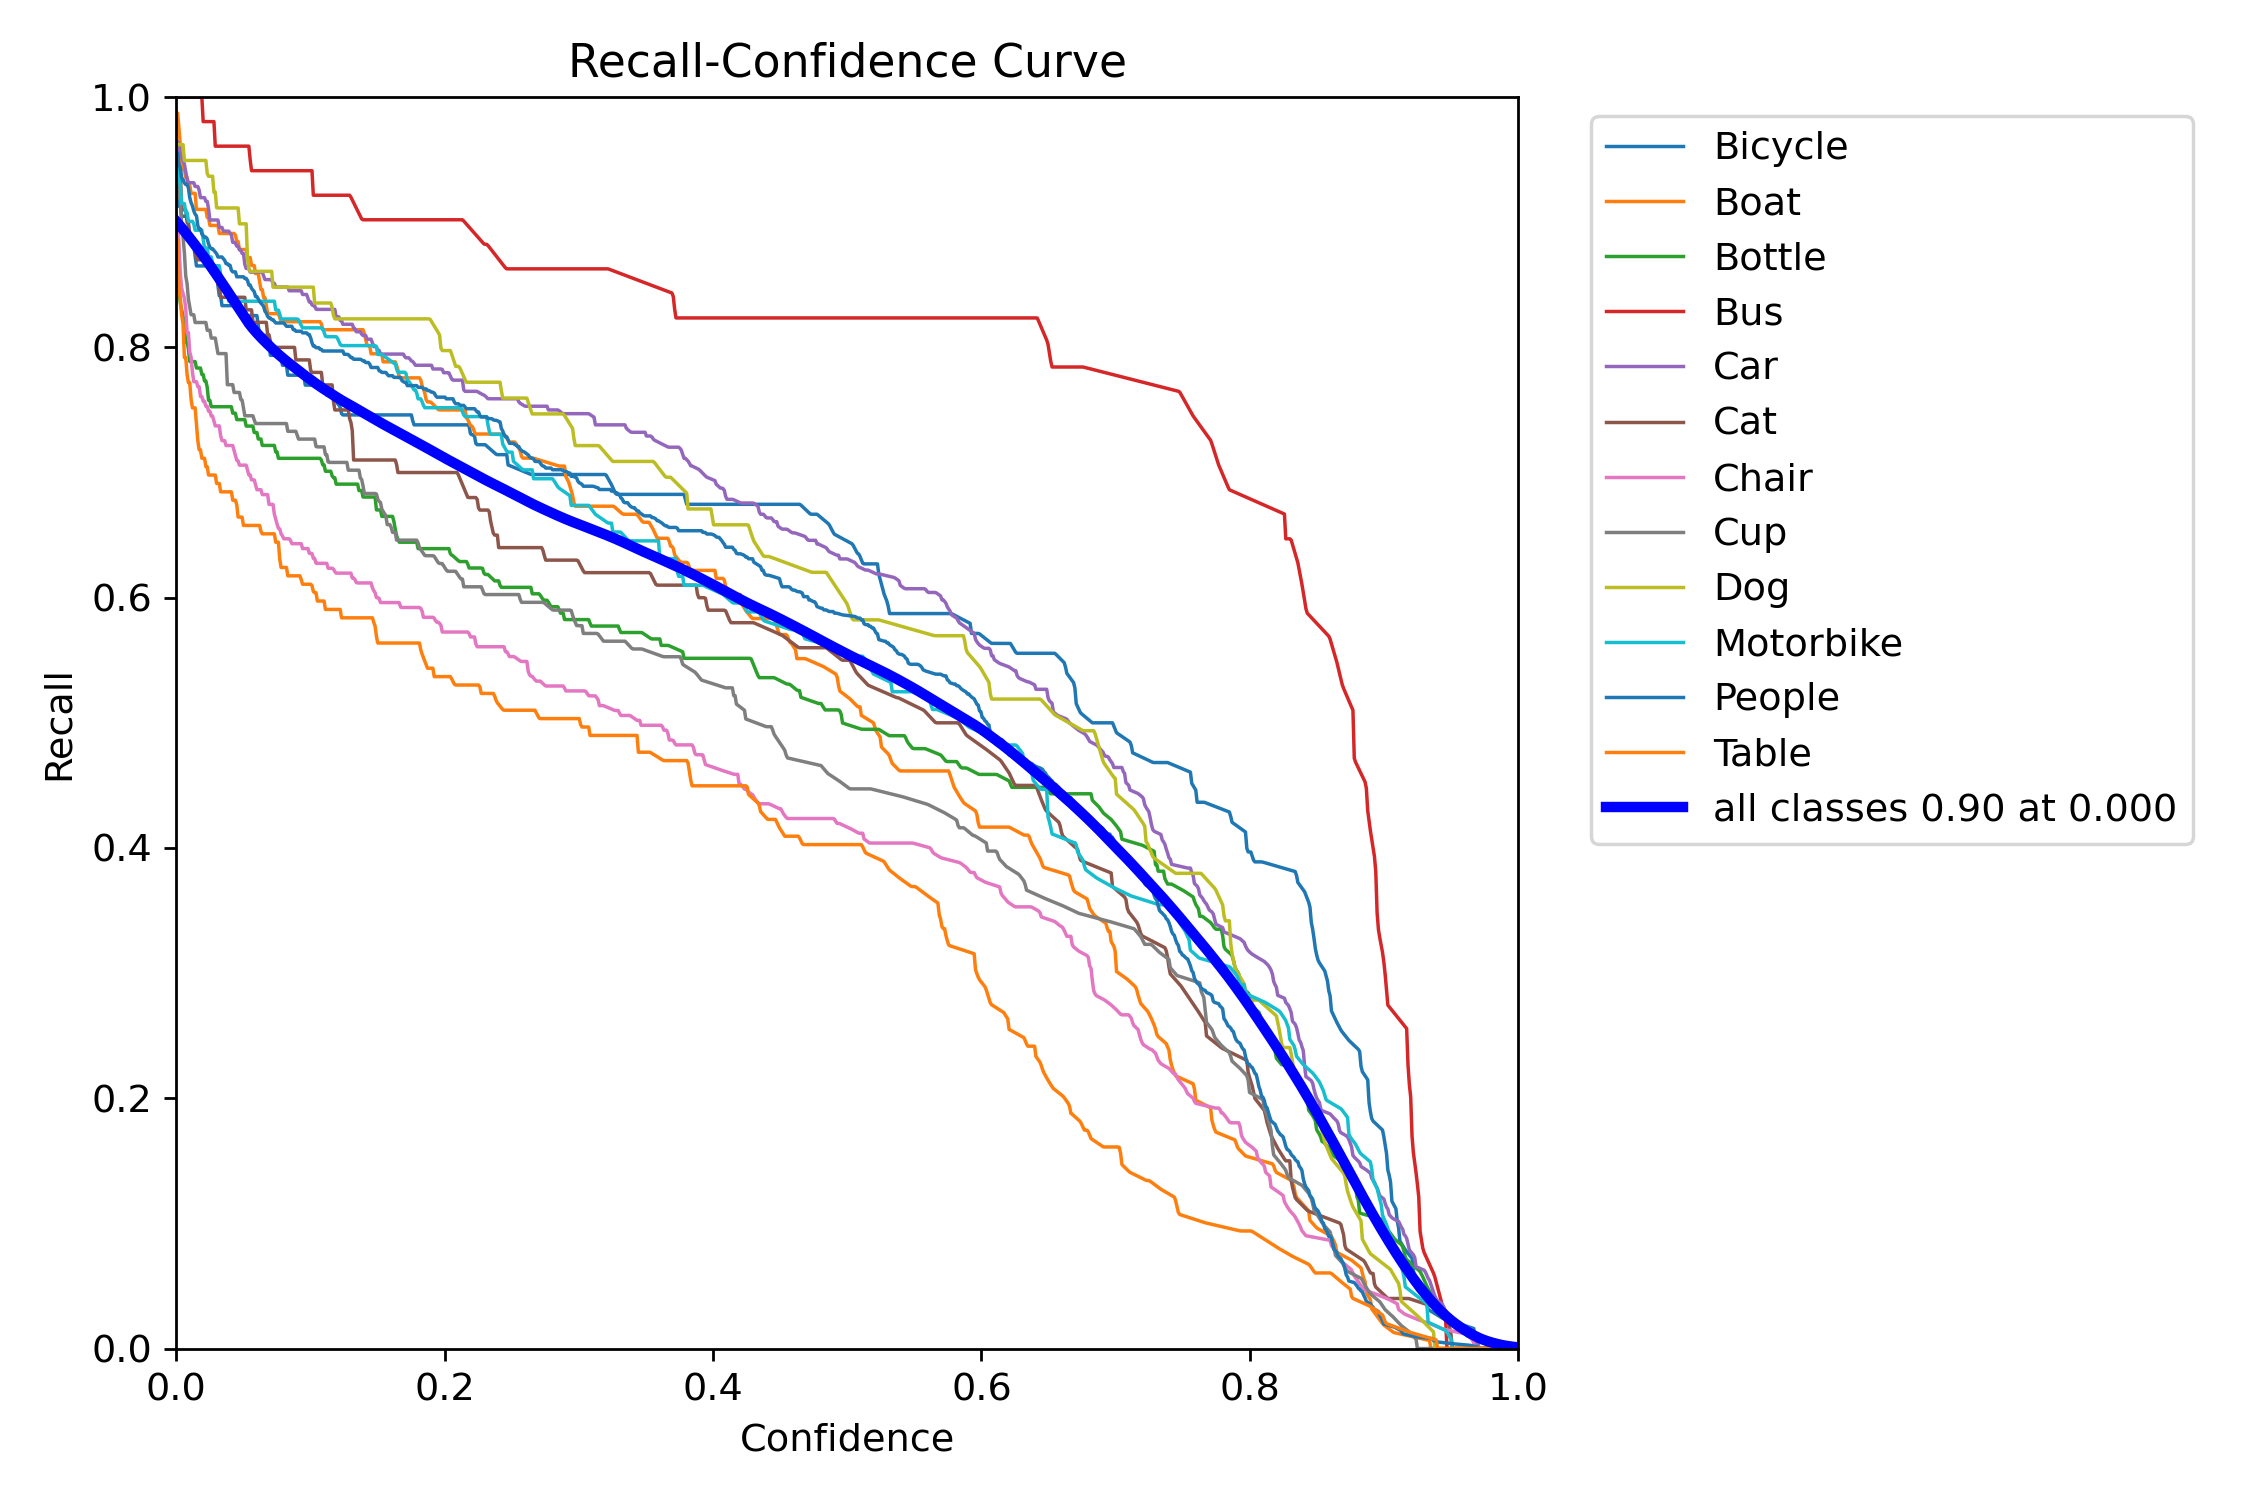 Recall-Confidence Curve
1.0
0.8
0.6
0.4
0.2
0.0
Recall
0.0 0.2 0.4 0.6 0.8 1.0
Confidence
Bicycle
Boat
Bottle
Bus
Car
Cat
Chair
Cup
Dog
Motorbike
People
Table
all classes 0.90 at 0.000